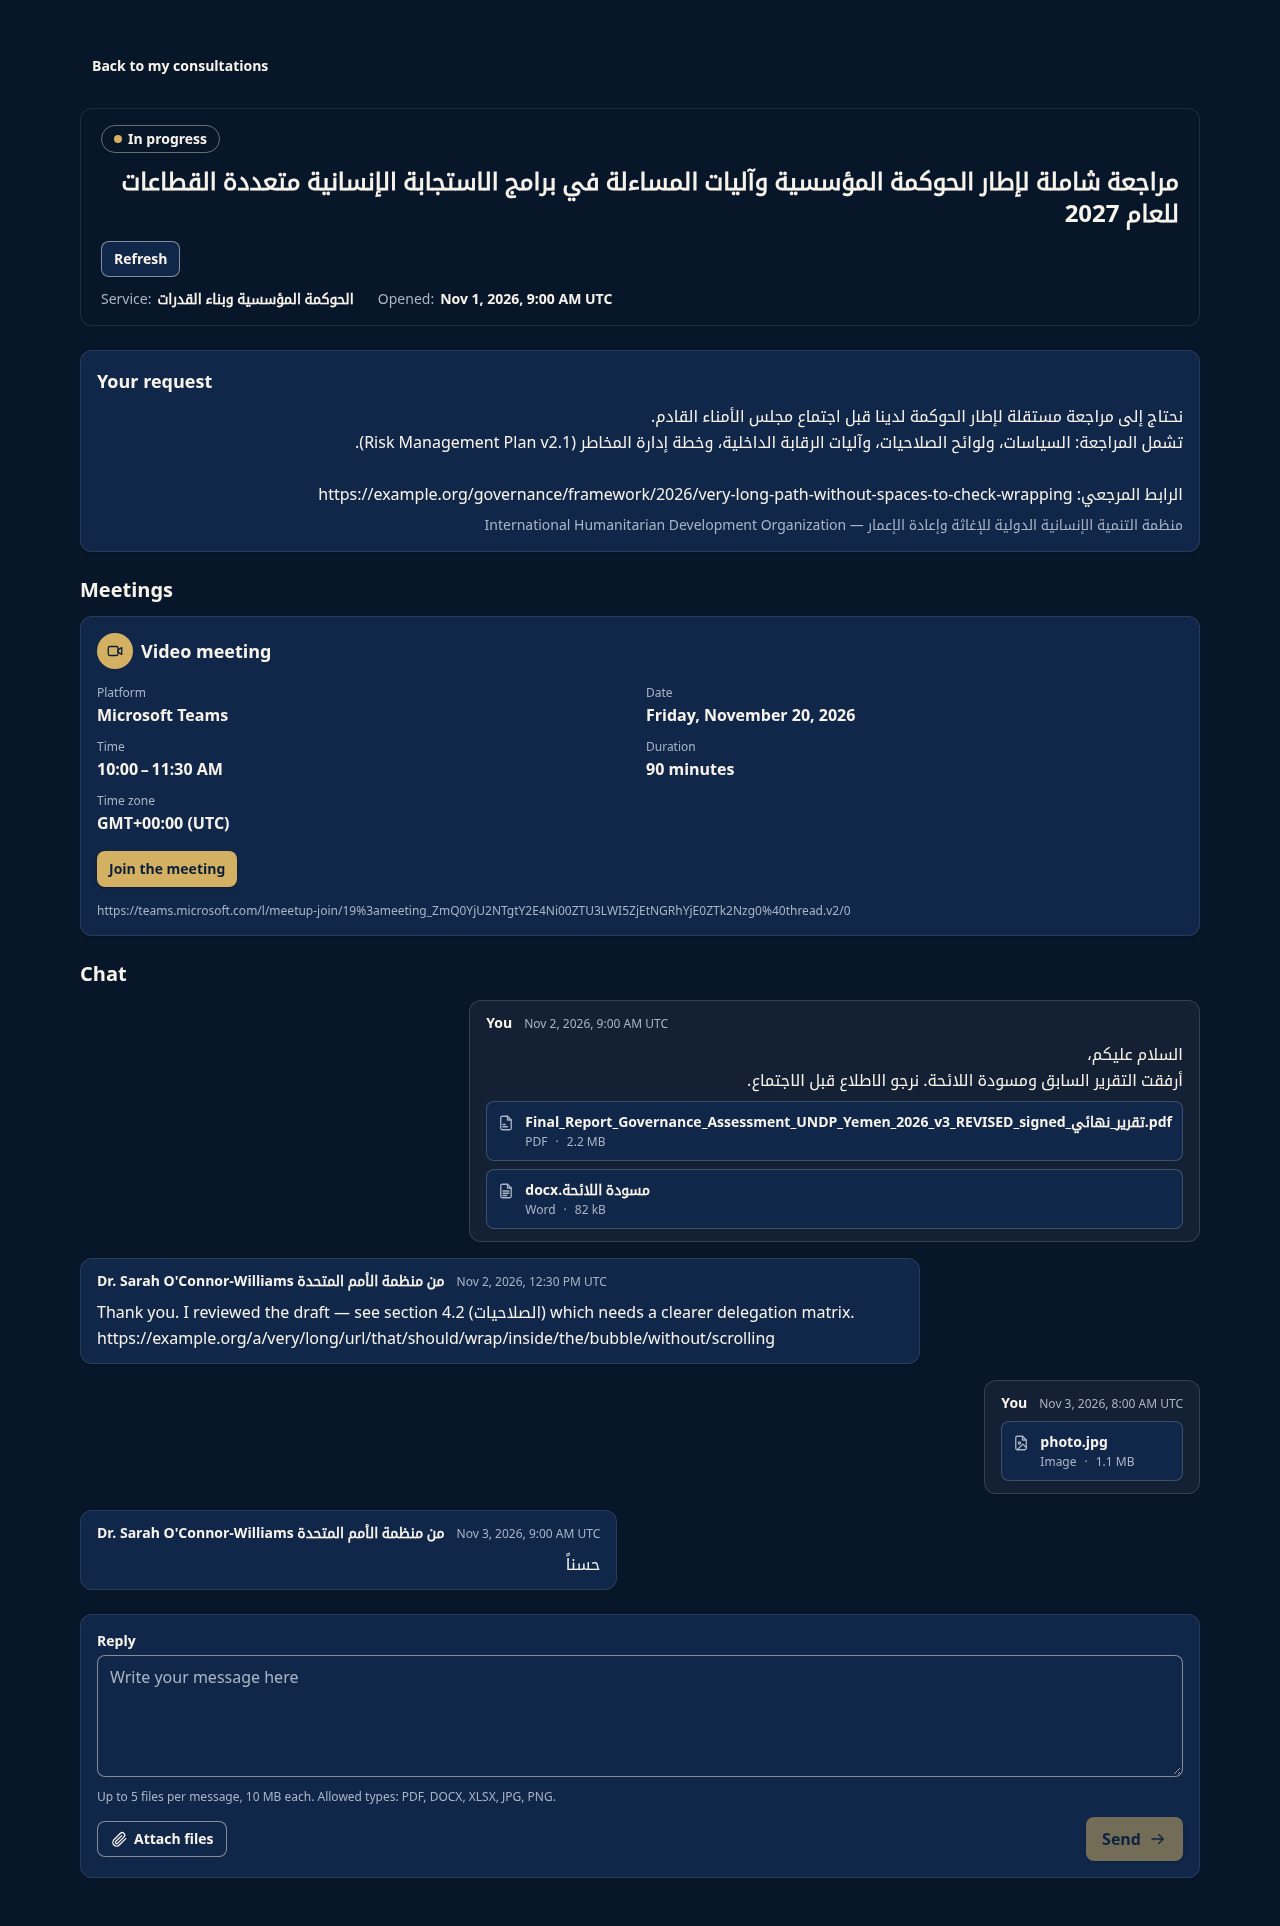 Back to my consultations
In progress
مراجعة شاملة لإطار الحوكمة المؤسسية وآليات المساءلة في برامج الاستجابة الإنسانية متعددة القطاعات
للعام 2027
Refresh
Service: الحوكمة المؤسسية وبناء القدرات Opened: Nov 1, 2026, 9:00 AM UTC
Your request
نحتاج إلى مراجعة مستقلة لإطار الحوكمة لدينا قبل اجتماع مجلس الأمناء القادم.
تشمل المراجعة: السياسات، ولوائح الصلاحيات، وآليات الرقابة الداخلية، وخطة إدارة المخاطر (Risk Management Plan v2.1).
الرابط المرجعي: https://example.org/governance/framework/2026/very-long-path-without-spaces-to-check-wrapping
منظمة التنمية الإنسانية الدولية للإغاثة وإعادة الإعمار — International Humanitarian Development Organization
Meetings
Video meeting
Platform
Microsoft Teams
Date
Friday, November 20, 2026
Time
10:00 – 11:30 AM
Duration
90 minutes
Time zone
GMT+00:00 (UTC)
Join the meeting
https://teams.microsoft.com/l/meetup-join/19%3ameeting_ZmQ0YjU2NTgtY2E4Ni00ZTU3LWI5ZjEtNGRhYjE0ZTk2Nzg0%40thread.v2/0
Chat
You Nov 2, 2026, 9:00 AM UTC
السلام عليكم،
أرفقت التقرير السابق ومسودة اللائحة. نرجو الاطلاع قبل الاجتماع.
Final_Report_Governance_Assessment_UNDP_Yemen_2026_v3_REVISED_signed_تقرير_نهائي.pdf
PDF · 2.2 MB
مسودة اللائحة.docx
Word · 82 kB
Dr. Sarah O'Connor-Williams من منظمة الأمم المتحدة Nov 2, 2026, 12:30 PM UTC
Thank you. I reviewed the draft — see section 4.2 (الصلاحيات) which needs a clearer delegation matrix.
https://example.org/a/very/long/url/that/should/wrap/inside/the/bubble/without/scrolling
You Nov 3, 2026, 8:00 AM UTC
photo.jpg
Image · 1.1 MB
Dr. Sarah O'Connor-Williams من منظمة الأمم المتحدة Nov 3, 2026, 9:00 AM UTC
حسناً
Reply
Write your message here
Up to 5 files per message, 10 MB each. Allowed types: PDF, DOCX, XLSX, JPG, PNG.
Attach files
Send